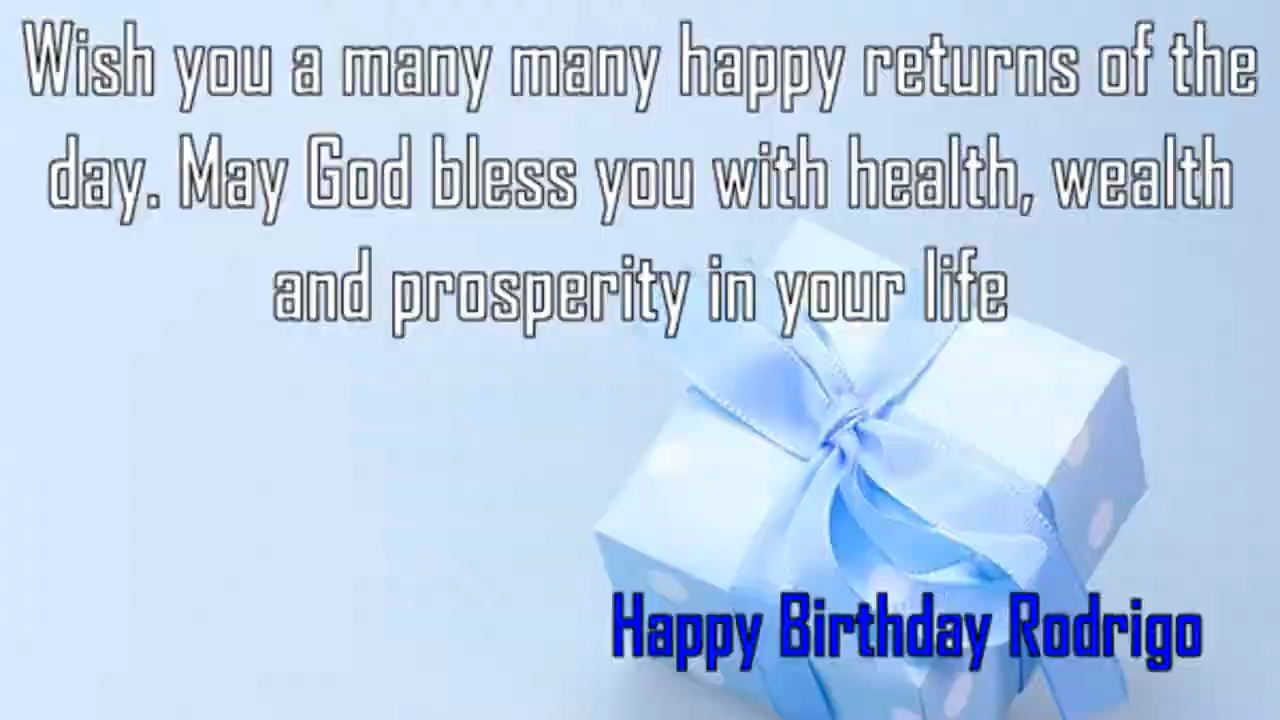 Wish you a many many happy returns of the
day. May God bless you with health, wealth
and prosperity in your life
Happy Birthday Rodrigo